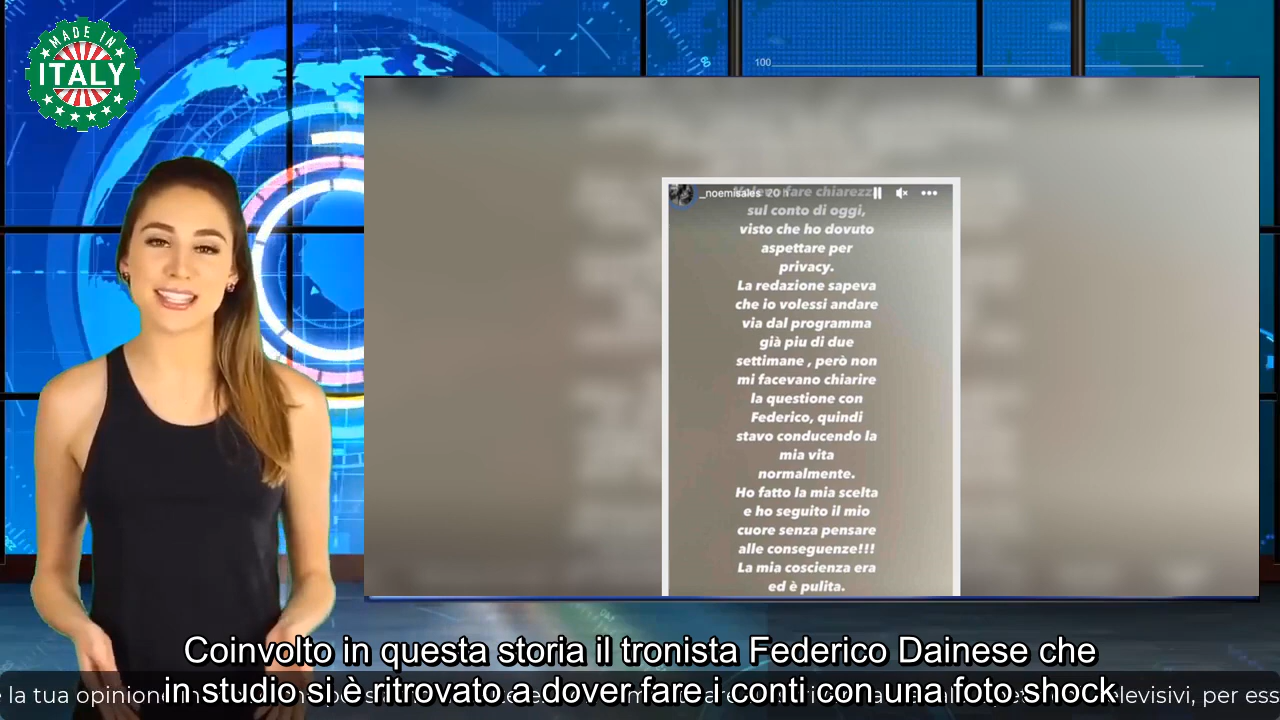 MADE IN
ITALY
100
_noemisales 20 h
fare chiarezz
sul conto di oggi,
visto che ho dovuto
aspettare per
privacy.
La redazione sapeva
che io volessi andare
via dal programma
già piu di due
settimane , però non
mi facevano chiarire
la questione con
Federico, quindi
stavo conducendo la
mia vita
normalmente.
Ho fatto la mia scelta
e ho seguito il mio
cuore senza pensare
alle conseguenze!!!
La mia coscienza era
ed è pulita.
Coinvolto in questa storia il tronista Federico Dainese che
in studio si è ritrovato a dover fare i conti con una foto shock
la tua opinione
elevisivi, per ess